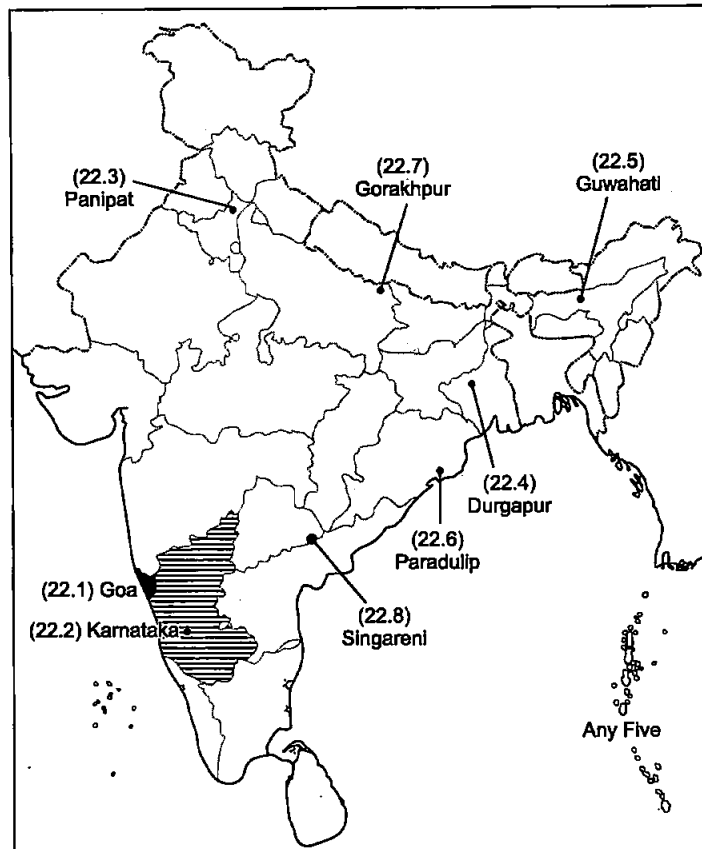 (22.3)
Panipat
(22.7)
Gorakhpur
(22.5)
Guwahati
(22.4)
Durgapur
(22.6)
Paradulip
(22.1) Goa
(22.2) Karnataka
(22.8)
Singareni
Any Five